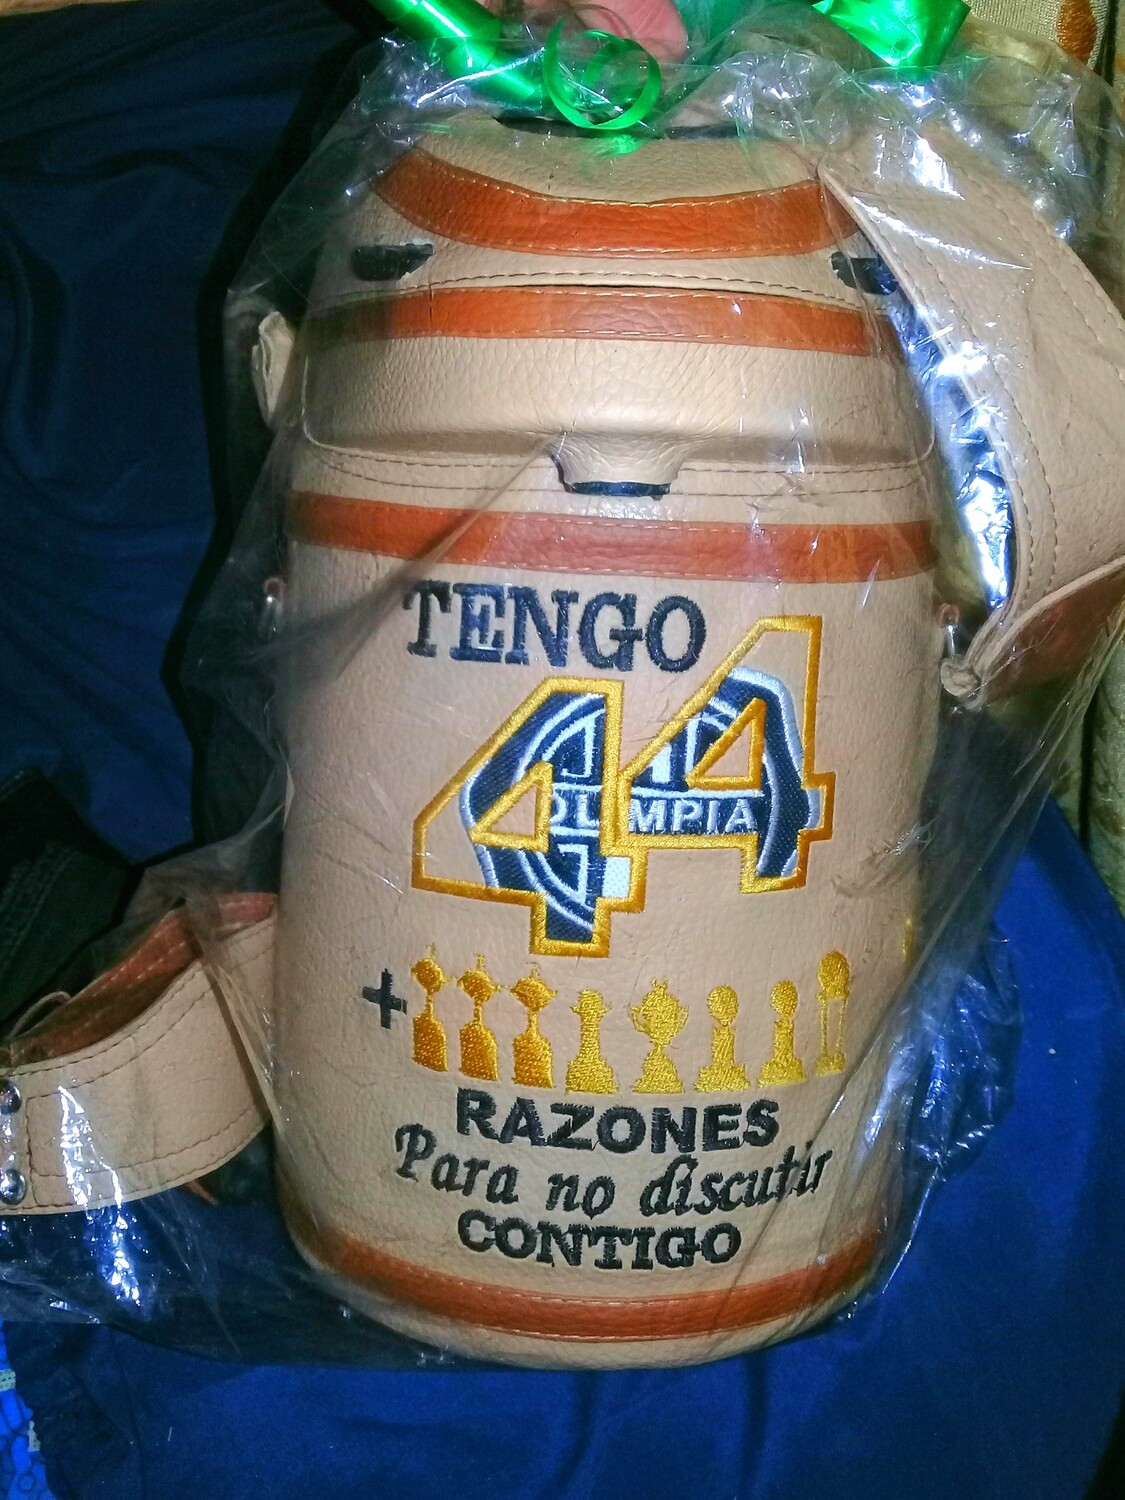 TENGO
44
OLIMPIA
+
RAZONES
Para no discutir
CONTIGO